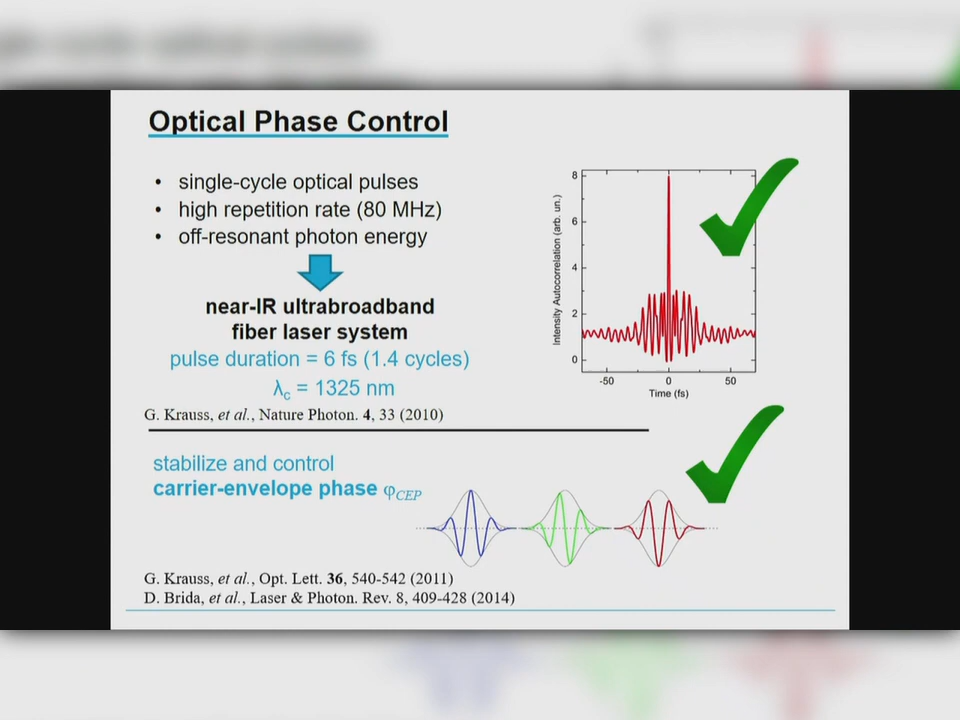 Optical Phase Control
• single-cycle optical pulses
• high repetition rate (80 MHz)
• off-resonant photon energy
near-IR ultrabroadband
fiber laser system
pulse duration = 6 fs (1.4 cycles)
λc = 1325 nm
G. Krauss, et al., Nature Photon. 4, 33 (2010)
Intensity Autocorrelation (arb. un.)
8
6
4
2
0
-50 0 50
Time (fs)
stabilize and control
carrier-envelope phase φCEP
G. Krauss, et al., Opt. Lett. 36, 540-542 (2011)
D. Brida, et al., Laser & Photon. Rev. 8, 409-428 (2014)